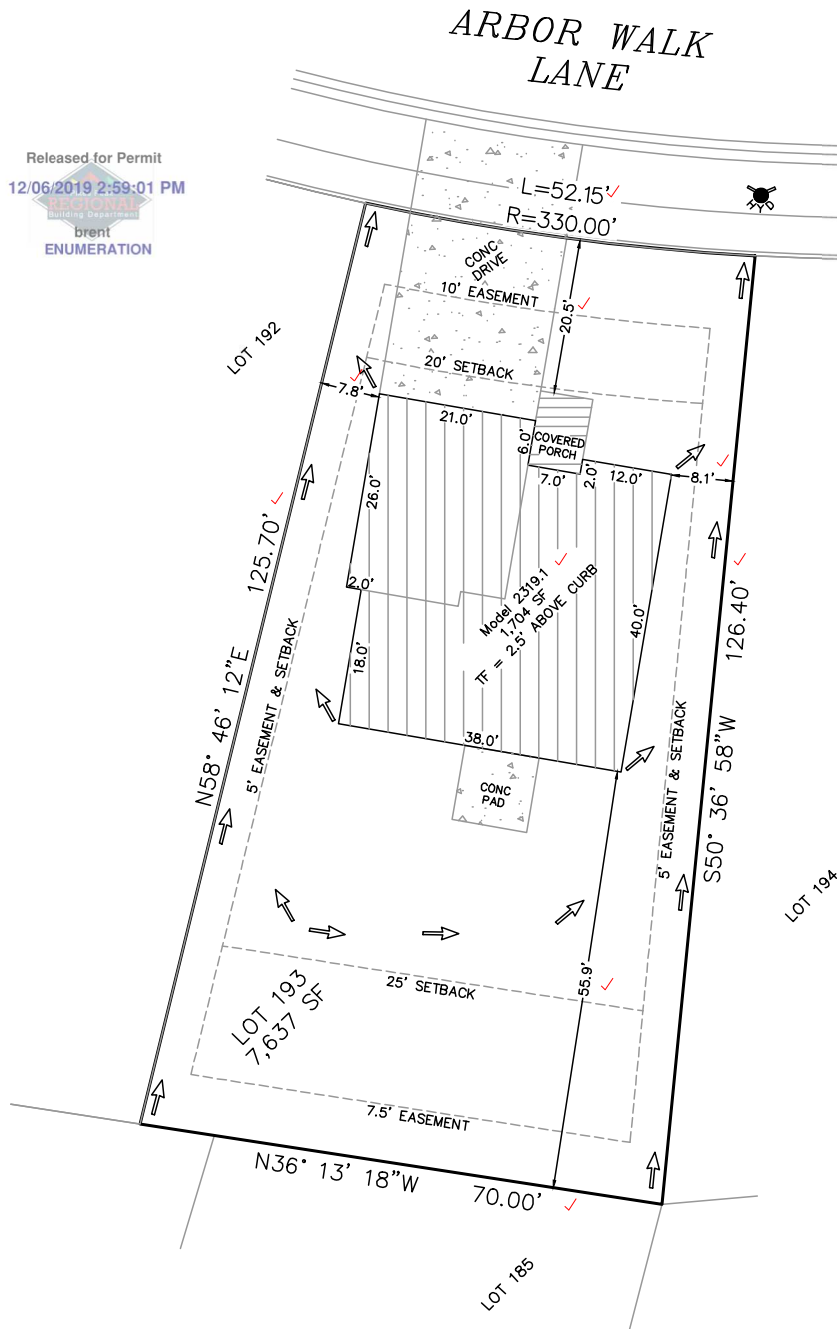 ARBOR WALK
LANE
Released for Permit
12/06/2019 2:59:01 PM
REGIONAL
Building Department
brent
ENUMERATION
L=52.15'
R=330.00'
HYD
CONC
DRIVE
10' EASEMENT
20.5'
LOT 192
20' SETBACK
7.8'
21.0'
6.0'
COVERED
PORCH
7.0'
2.0'
12.0'
8.1'
26.0'
125.70'
N58° 46' 12"E
2.0'
Model 2319.1
1,704 SF
TF = 2.5' ABOVE CURB
40.0'
126.40'
S50° 36' 58"W
18.0'
5' EASEMENT & SETBACK
38.0'
5' EASEMENT & SETBACK
CONC
PAD
LOT 194
55.9'
25' SETBACK
LOT 193
7,637 SF
7.5' EASEMENT
N36° 13' 18"W 70.00'
LOT 185